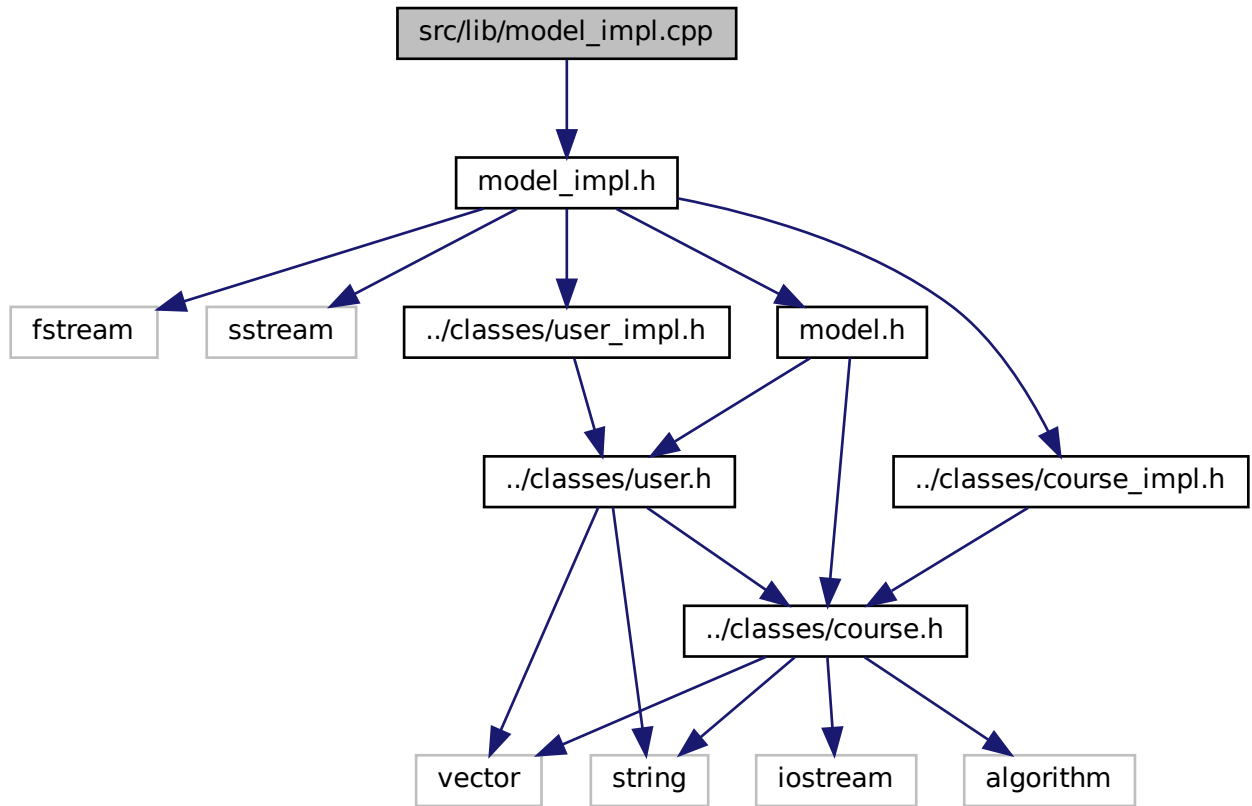 src/lib/model_impl.cpp
model_impl.h
fstream
sstream
../classes/user_impl.h
model.h
../classes/user.h
../classes/course_impl.h
../classes/course.h
vector
string
iostream
algorithm